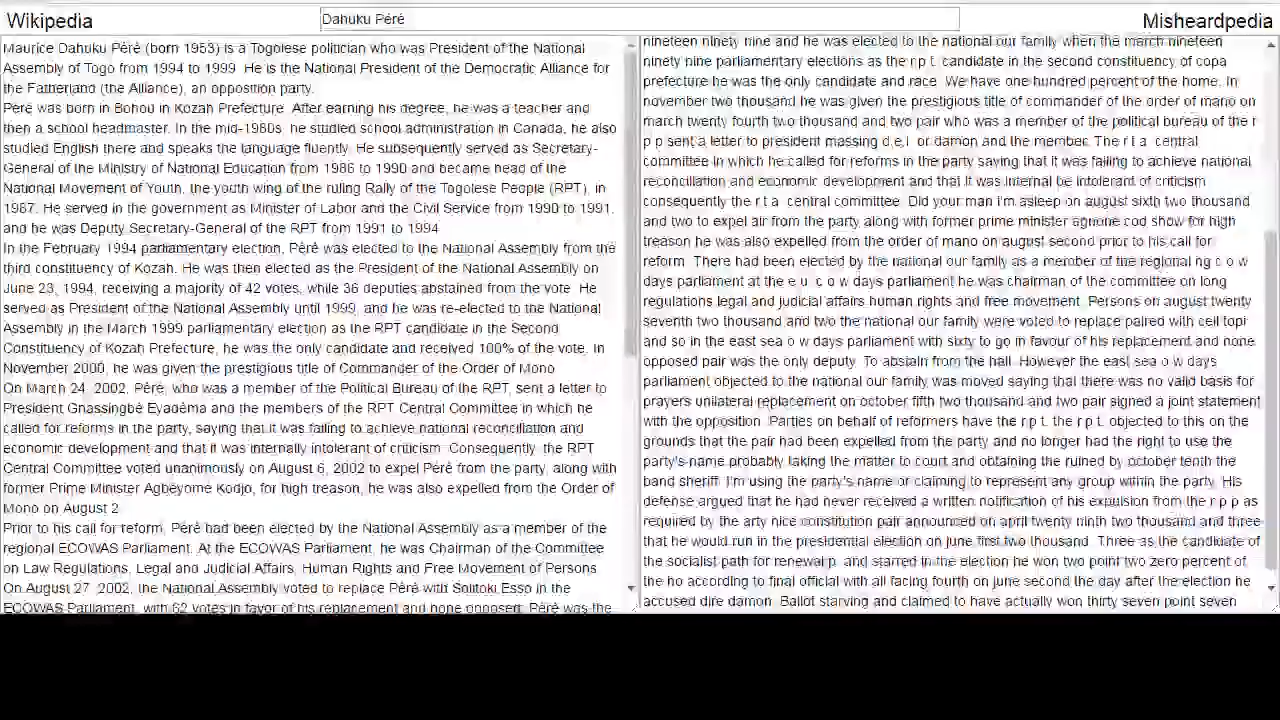 Wikipedia
Dahuku Péré
Misheardpedia
Maurice Dahuku Péré (born 1953) is a Togolese politician who was President of the National
Assembly of Togo from 1994 to 1999. He is the National President of the Democratic Alliance for
the Fatherland (the Alliance), an opposition party.
Péré was born in Bohou in Kozah Prefecture. After earning his degree, he was a teacher and
then a school headmaster. In the mid-1980s, he studied school administration in Canada, he also
studied English there and speaks the language fluently. He subsequently served as Secretary-
General of the Ministry of National Education from 1986 to 1990 and became head of the
National Movement of Youth, the youth wing of the ruling Rally of the Togolese People (RPT), in
1987. He served in the government as Minister of Labor and the Civil Service from 1990 to 1991,
and he was Deputy Secretary-General of the RPT from 1991 to 1994.
In the February 1994 parliamentary election, Péré was elected to the National Assembly from the
third constituency of Kozah. He was then elected as the President of the National Assembly on
June 23, 1994, receiving a majority of 42 votes, while 36 deputies abstained from the vote. He
served as President of the National Assembly until 1999, and he was re-elected to the National
Assembly in the March 1999 parliamentary election as the RPT candidate in the Second
Constituency of Kozah Prefecture, he was the only candidate and received 100% of the vote. In
November 2000, he was given the prestigious title of Commander of the Order of Mono.
On March 24, 2002, Péré, who was a member of the Political Bureau of the RPT, sent a letter to
President Gnassingbé Eyadéma and the members of the RPT Central Committee in which he
called for reforms in the party, saying that it was failing to achieve national reconciliation and
economic development and that it was internally intolerant of criticism. Consequently, the RPT
Central Committee voted unanimously on August 6, 2002 to expel Péré from the party, along with
former Prime Minister Agbéyomé Kodjo, for high treason, he was also expelled from the Order of
Mono on August 2.
Prior to his call for reform, Péré had been elected by the National Assembly as a member of the
regional ECOWAS Parliament. At the ECOWAS Parliament, he was Chairman of the Committee
on Law Regulations, Legal and Judicial Affairs, Human Rights and Free Movement of Persons.
On August 27, 2002, the National Assembly voted to replace Péré with Solitoki Esso in the
ECOWAS Parliament, with 62 votes in favor of his replacement and none opposed; Péré was the
nineteen ninety nine and he was elected to the national our family when the march nineteen
ninety nine parliamentary elections as the r p t. candidate in the second constituency of copa
prefecture he was the only candidate and race. We have one hundred percent of the home. In
november two thousand he was given the prestigious title of commander of the order of mano on
march twenty fourth two thousand and two pair who was a member of the political bureau of the r
p p sent a letter to president massing d.e.i. or damon and the member. The r t a. central
committee in which he called for reforms in the party saying that it was failing to achieve national
reconciliation and economic development and that it was internal be intolerant of criticism
consequently the r t a. central committee. Did your man i'm asleep on august sixth two thousand
and two to expel air from the party along with former prime minister agnome cod show for high
treason he was also expelled from the order of mano on august second prior to his call for
reform. There had been elected by the national our family as a member of the regional ng c o w
days parliament at the e u. c o w days parliament he was chairman of the committee on long
regulations legal and judicial affairs human rights and free movement. Persons on august twenty
seventh two thousand and two the national our family were voted to replace paired with cell topi
and so in the east sea o w days parliament with sixty to go in favour of his replacement and none
opposed pair was the only deputy. To abstain from the hall. However the east sea o w days
parliament objected to the national our family was moved saying that there was no valid basis for
prayers unilateral replacement on october fifth two thousand and two pair signed a joint statement
with the opposition. Parties on behalf of reformers have the r p t. the r p t. objected to this on the
grounds that the pair had been expelled from the party and no longer had the right to use the
party's name probably taking the matter to court and obtaining the ruined by october tenth the
band sheriff. I'm using the party's name or claiming to represent any group within the party. His
defense argued that he had never received a written notification of his expulsion from the r p p as
required by the arty nice constitution pair announced on april twenty ninth two thousand and three
that he would run in the presidential election on june first two thousand. Three as the candidate of
the socialist path for renewal p. and starred in the election he won two point two zero percent of
the no according to final official with all facing fourth on june second the day after the election he
accused dire damon. Ballot starving and claimed to have actually won thirty seven point seven